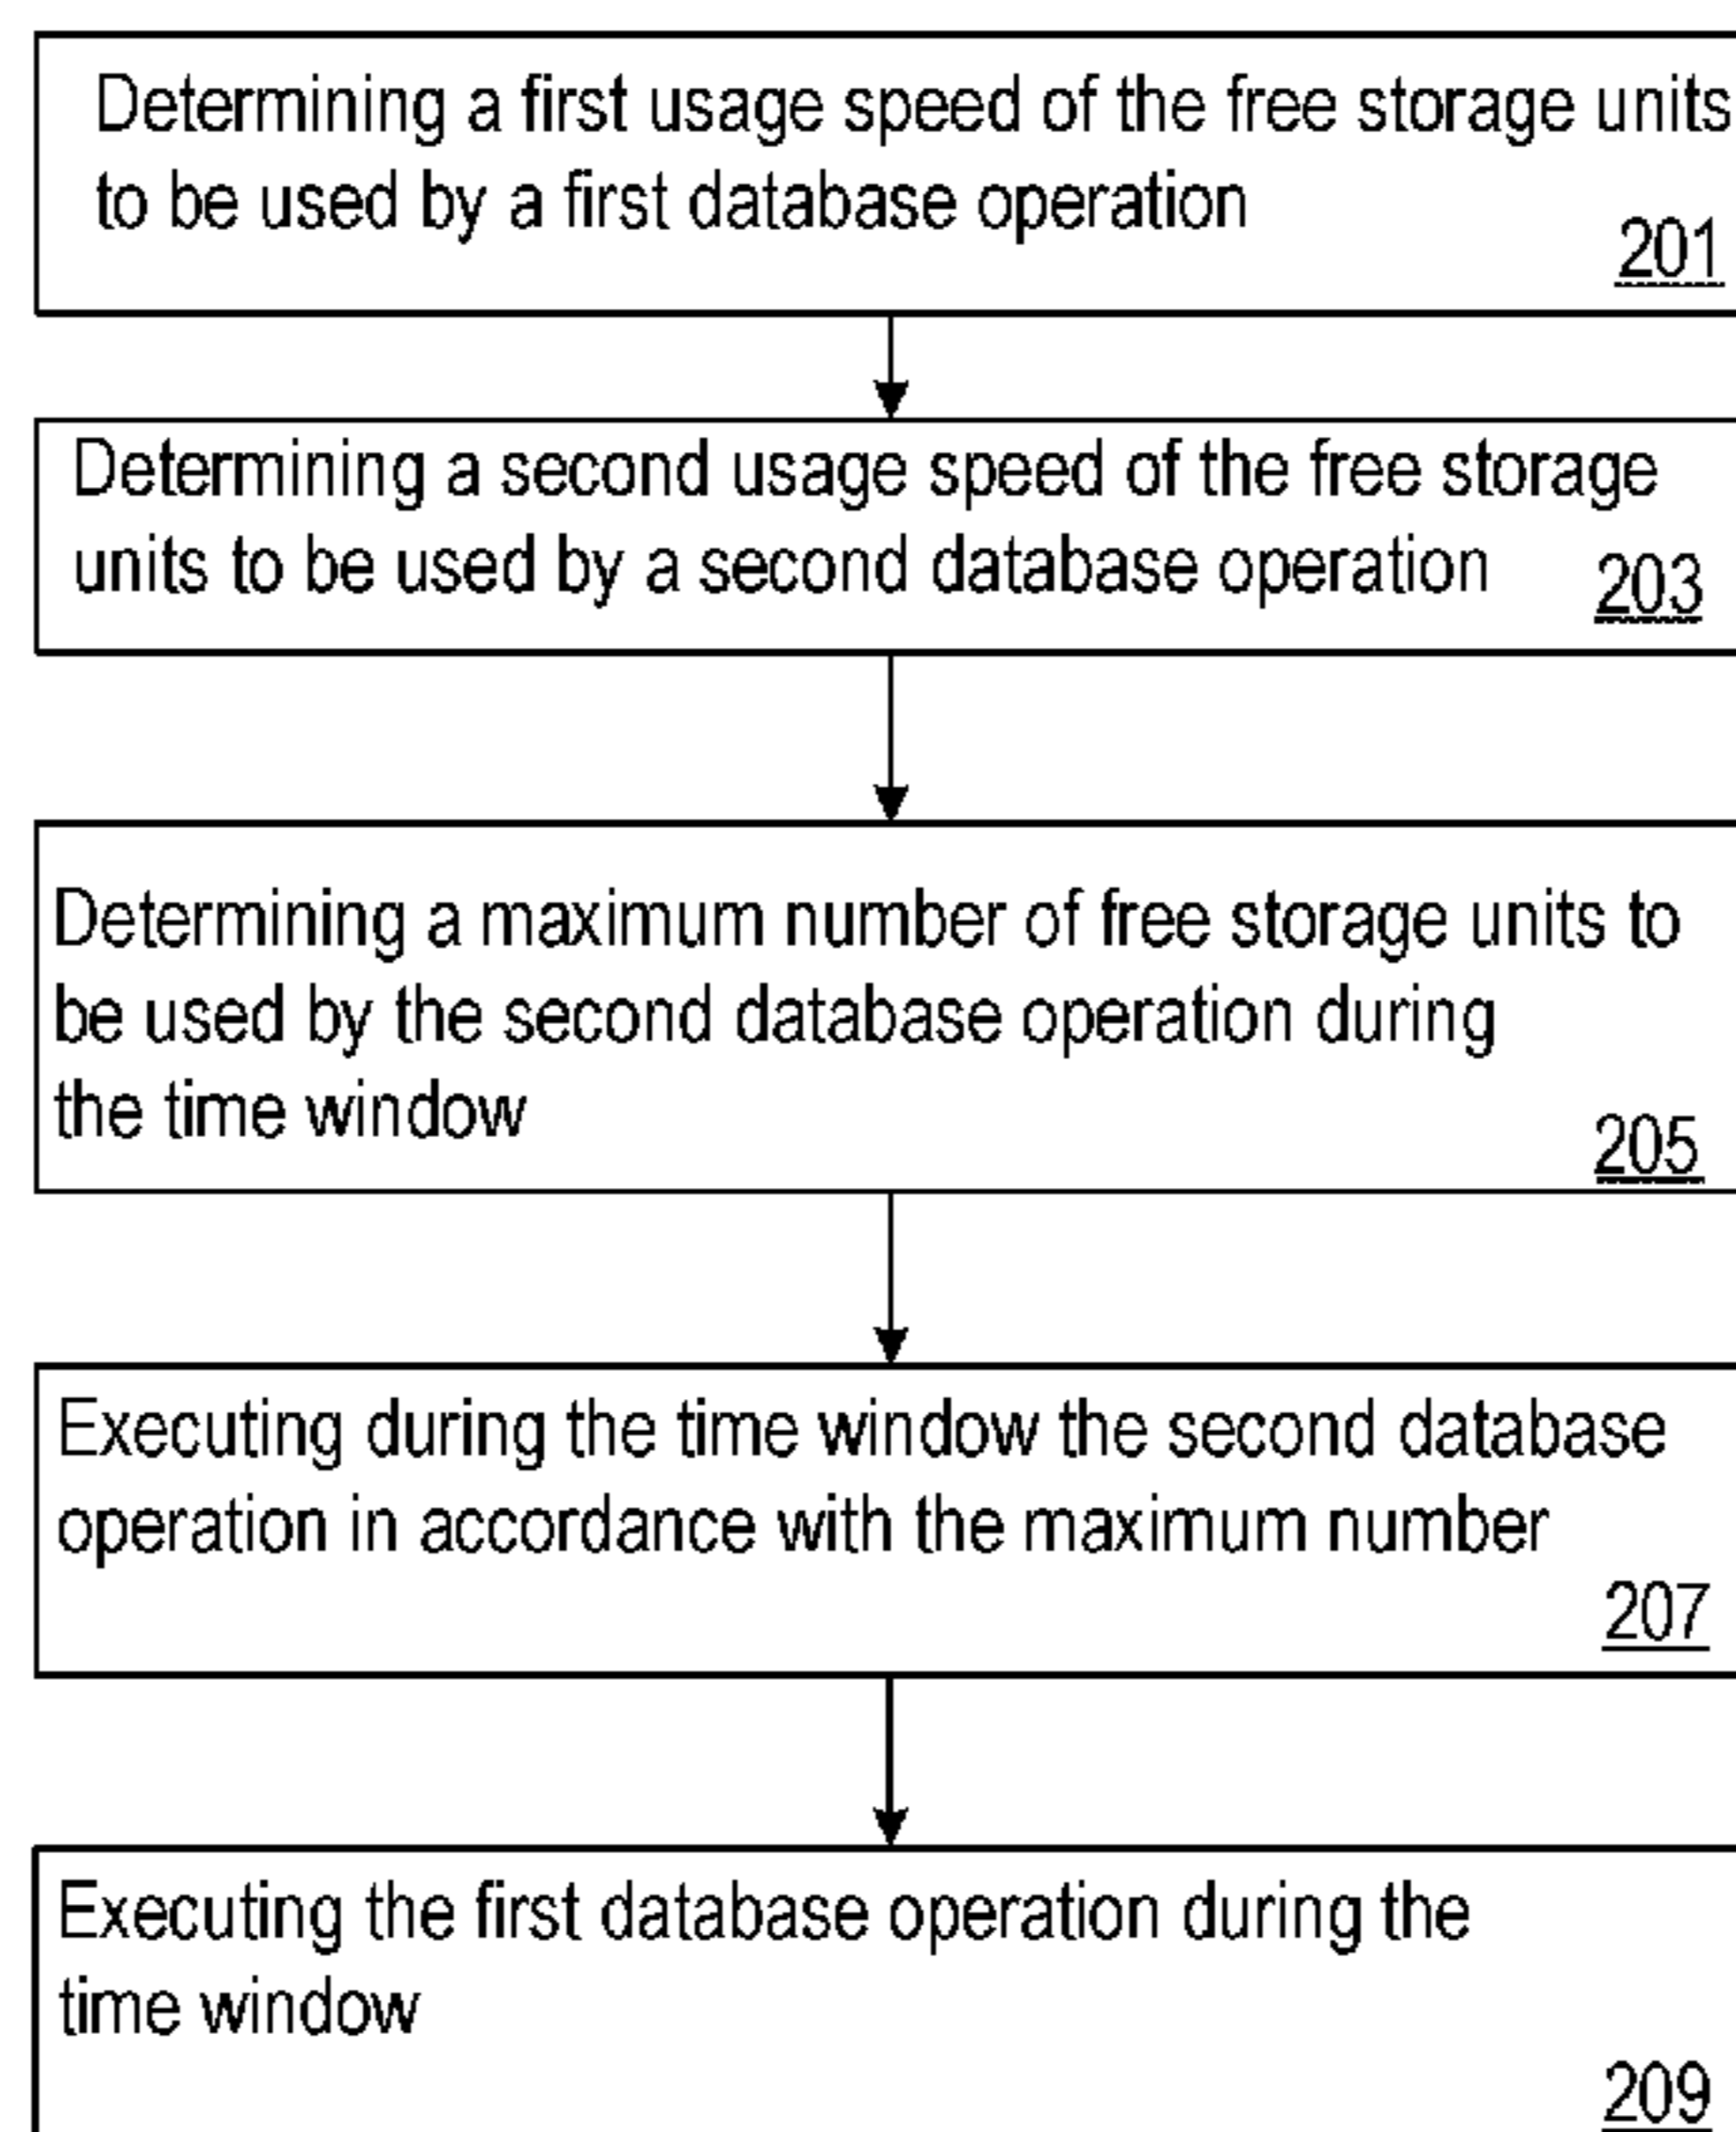 Determining a first usage speed of the free storage units
to be used by a first database operation
201
Determining a second usage speed of the free storage
units to be used by a second database operation
203
Determining a maximum number of free storage units to
be used by the second database operation during
the time window
205
Executing during the time window the second database
operation in accordance with the maximum number
207
Executing the first database operation during the
time window
209